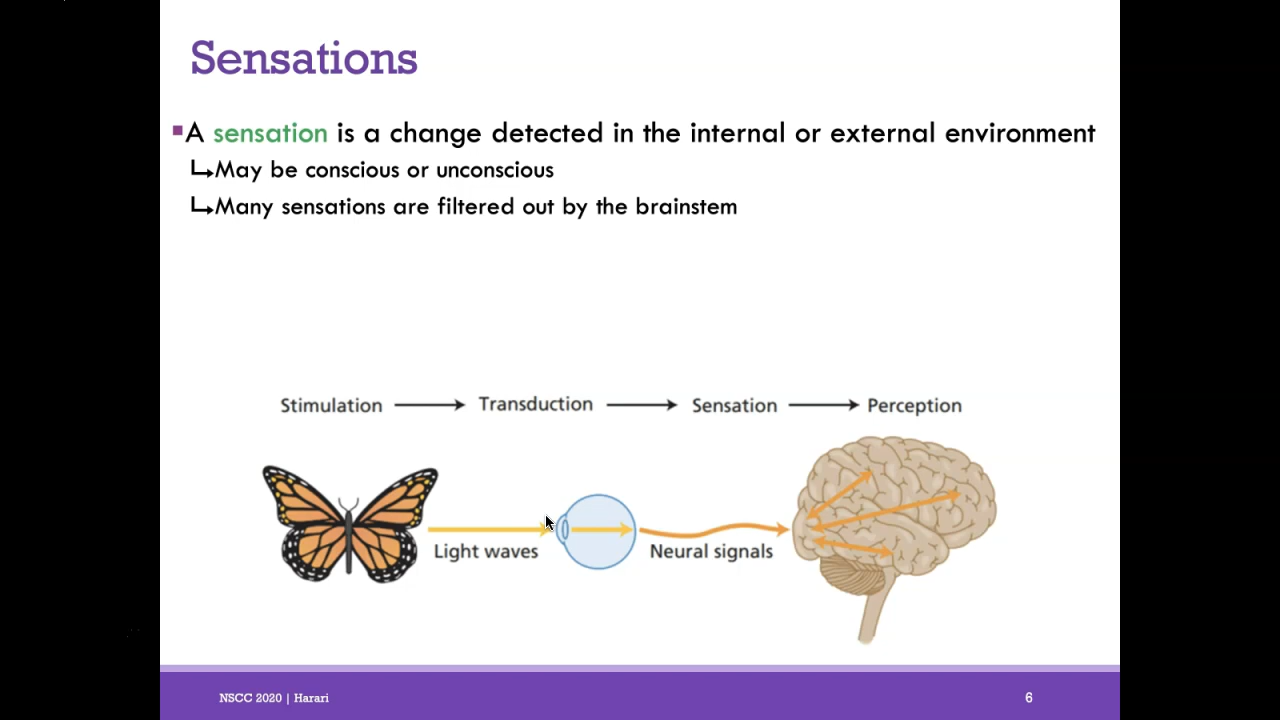 Sensations
▪A sensation is a change detected in the internal or external environment
↳May be conscious or unconscious
↳Many sensations are filtered out by the brainstem
Stimulation → Transduction → Sensation → Perception
Light waves
Neural signals
NSCC 2020 | Harari
6